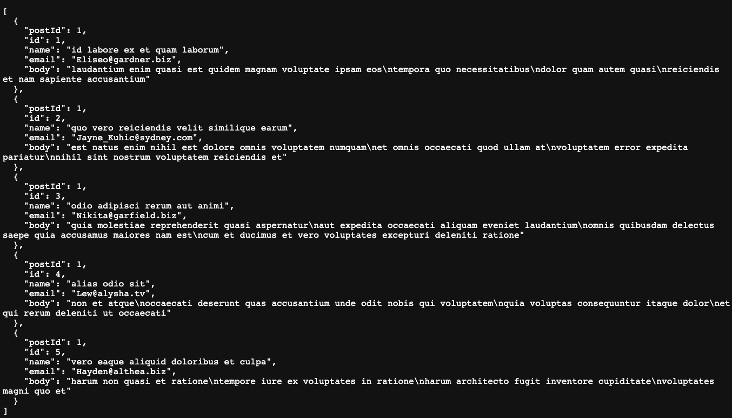 [
  {
    "postId": 1,
    "id": 1,
    "name": "id labore ex et quam laborum",
    "email": "Eliseo@gardner.biz",
    "body": "laudantium enim quasi est quidem magnam voluptate ipsam eos\ntempora quo necessitatibus\ndolor quam autem quasi\nreiciendis
et nam sapiente accusantium"
  },
  {
    "postId": 1,
    "id": 2,
    "name": "quo vero reiciendis velit similique earum",
    "email": "Jayne_Kuhic@sydney.com",
    "body": "est natus enim nihil est dolore omnis voluptatem numquam\net omnis occaecati quod ullam at\nvoluptatem error expedita
pariatur\nnihil sint nostrum voluptatem reiciendis et"
  },
  {
    "postId": 1,
    "id": 3,
    "name": "odio adipisci rerum aut animi",
    "email": "Nikita@garfield.biz",
    "body": "quia molestiae reprehenderit quasi aspernatur\naut expedita occaecati aliquam eveniet laudantium\nomnis quibusdam delectus
saepe quia accusamus maiores nam est\ncum et ducimus et vero voluptates excepturi deleniti ratione"
  },
  {
    "postId": 1,
    "id": 4,
    "name": "alias odio sit",
    "email": "Lew@alysha.tv",
    "body": "non et atque\noccaecati deserunt quas accusantium unde odit nobis qui voluptatem\nquia voluptas consequuntur itaque dolor\net
qui rerum deleniti ut occaecati"
  },
  {
    "postId": 1,
    "id": 5,
    "name": "vero eaque aliquid doloribus et culpa",
    "email": "Hayden@althea.biz",
    "body": "harum non quasi et ratione\ntempore iure ex voluptates in ratione\nharum architecto fugit inventore cupiditate\nvoluptates
magni quo et"
  }
]